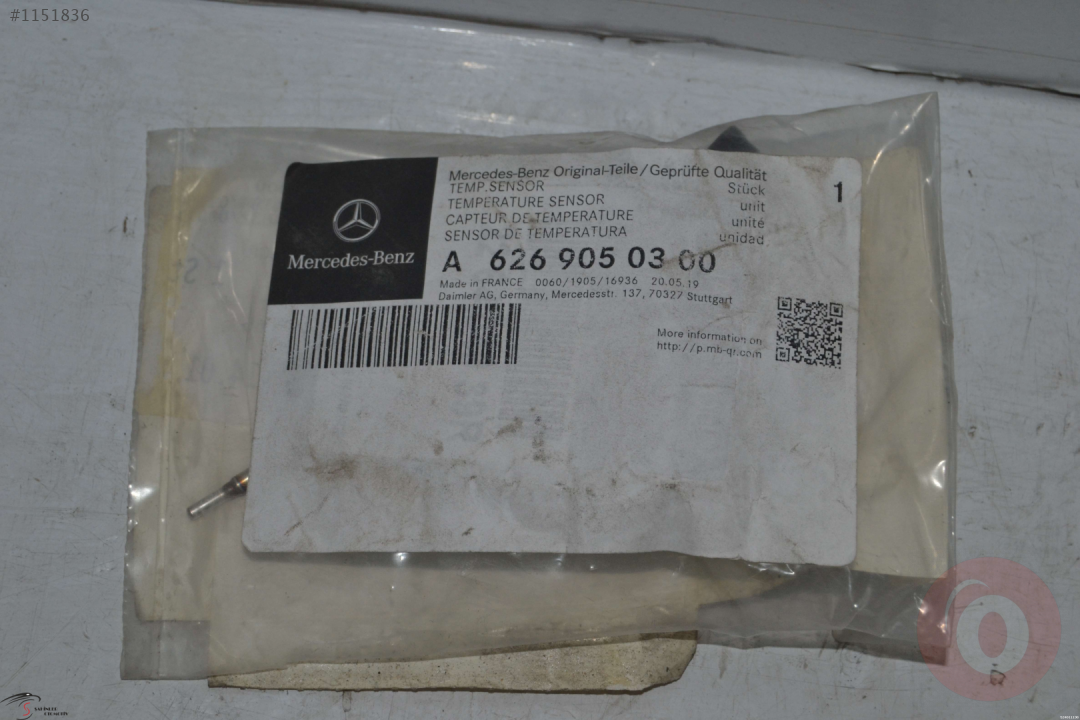 #1151836
Mercedes-Benz Original-Teile/Geprüfte Qualität
TEMP.SENSOR Stück 1
TEMPERATURE SENSOR unit
CAPTEUR DE TEMPERATURE unité
SENSOR DE TEMPERATURA unidad
Mercedes-Benz
A 626 905 03 00
Made in FRANCE 0060/1905/16936 20.05.19
Daimler AG, Germany, Mercedesstr. 137, 70327 Stuttgart
More information on
http://p.mb-qr.com